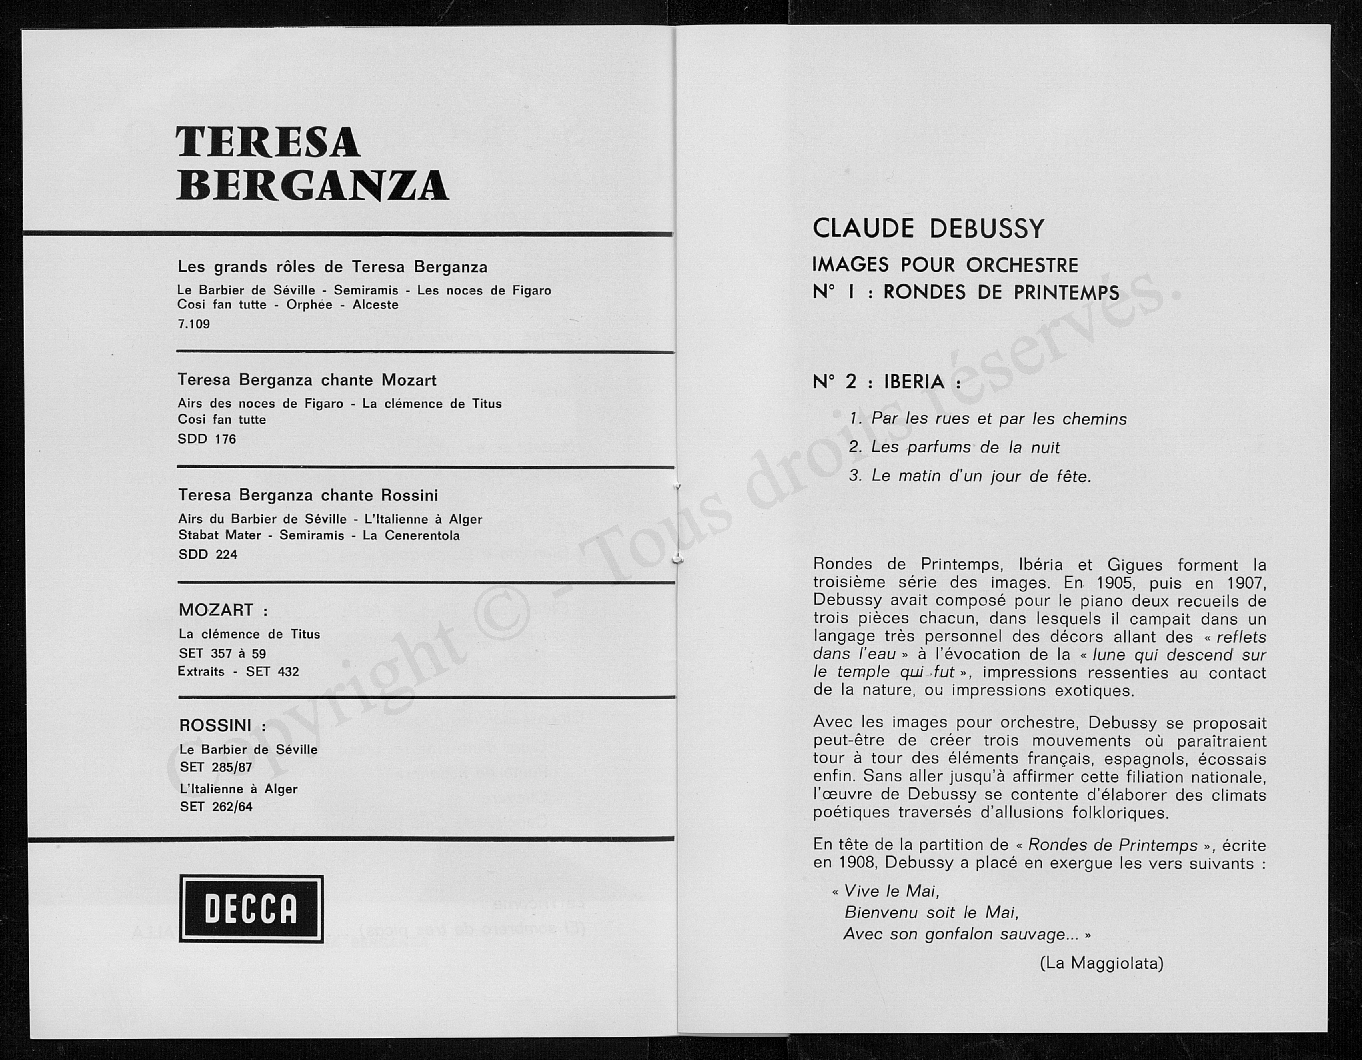 TERESA
BERGANZA
Les grands rôles de Teresa Berganza
Le Barbier de Séville - Semiramis - Les noces de Figaro
Cosi fan tutte - Orphée - Alceste
7.109
Teresa Berganza chante Mozart
Airs des noces de Figaro - La clémence de Titus
Cosi fan tutte
SDD 176
Teresa Berganza chante Rossini
Airs du Barbier de Séville - L'Italienne à Alger
Stabat Mater - Semiramis - La Cenerentola
SDD 224
MOZART :
La clémence de Titus
SET 357 à 59
Extraits - SET 432
ROSSINI :
Le Barbier de Séville
SET 285/87
L'Italienne à Alger
SET 262/64
DECCA
CLAUDE DEBUSSY
IMAGES POUR ORCHESTRE
N° I : RONDES DE PRINTEMPS
N° 2 : IBERIA :
1. Par les rues et par les chemins
2. Les parfums de la nuit
3. Le matin d'un jour de fête.
Rondes de Printemps, Ibéria et Gigues forment la
troisième série des images. En 1905, puis en 1907,
Debussy avait composé pour le piano deux recueils de
trois pièces chacun, dans lesquels il campait dans un
langage très personnel des décors allant des « reflets
dans l'eau » à l'évocation de la « lune qui descend sur
le temple qui fut », impressions ressenties au contact
de la nature, ou impressions exotiques.
Avec les images pour orchestre, Debussy se proposait
peut-être de créer trois mouvements où paraîtraient
tour à tour des éléments français, espagnols, écossais
enfin. Sans aller jusqu'à affirmer cette filiation nationale,
l'œuvre de Debussy se contente d'élaborer des climats
poétiques traversés d'allusions folkloriques.
En tête de la partition de « Rondes de Printemps », écrite
en 1908, Debussy a placé en exergue les vers suivants :
« Vive le Mai,
Bienvenu soit le Mai,
Avec son gonfalon sauvage... »
(La Maggiolata)
Copyright © - Tous droits réservés.